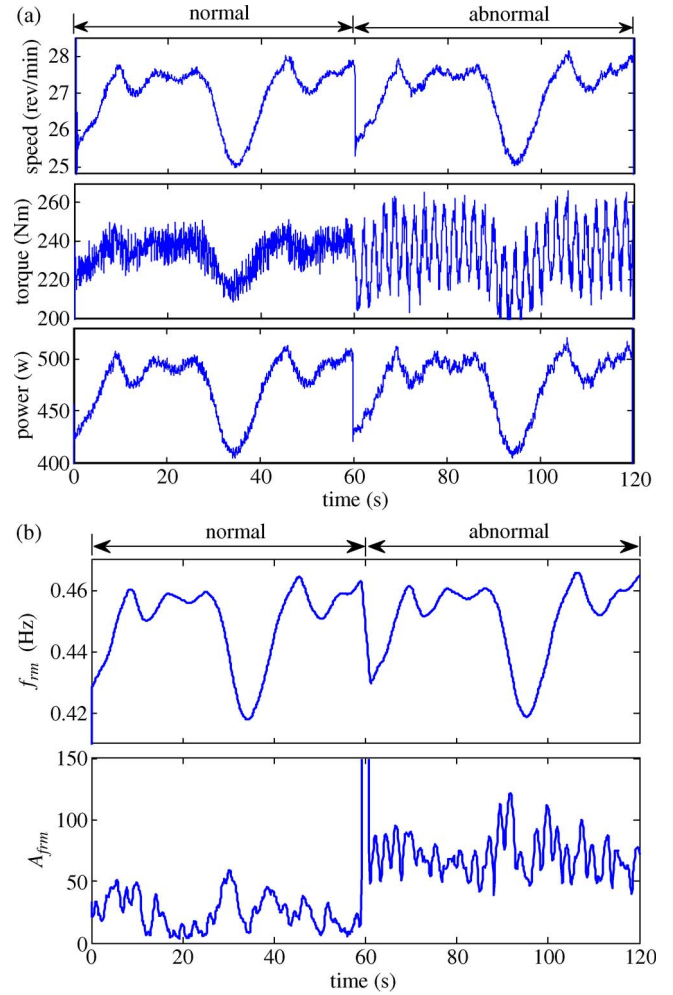 (a)
normal
abnormal
speed (rev/min)
28
27
26
25
torque (Nm)
260
240
220
200
power (w)
500
450
400
0
20
40
60
80
100
120
time (s)
(b)
normal
abnormal
f_rm (Hz)
0.46
0.44
0.42
A_frm
150
100
50
0
0
20
40
60
80
100
120
time (s)